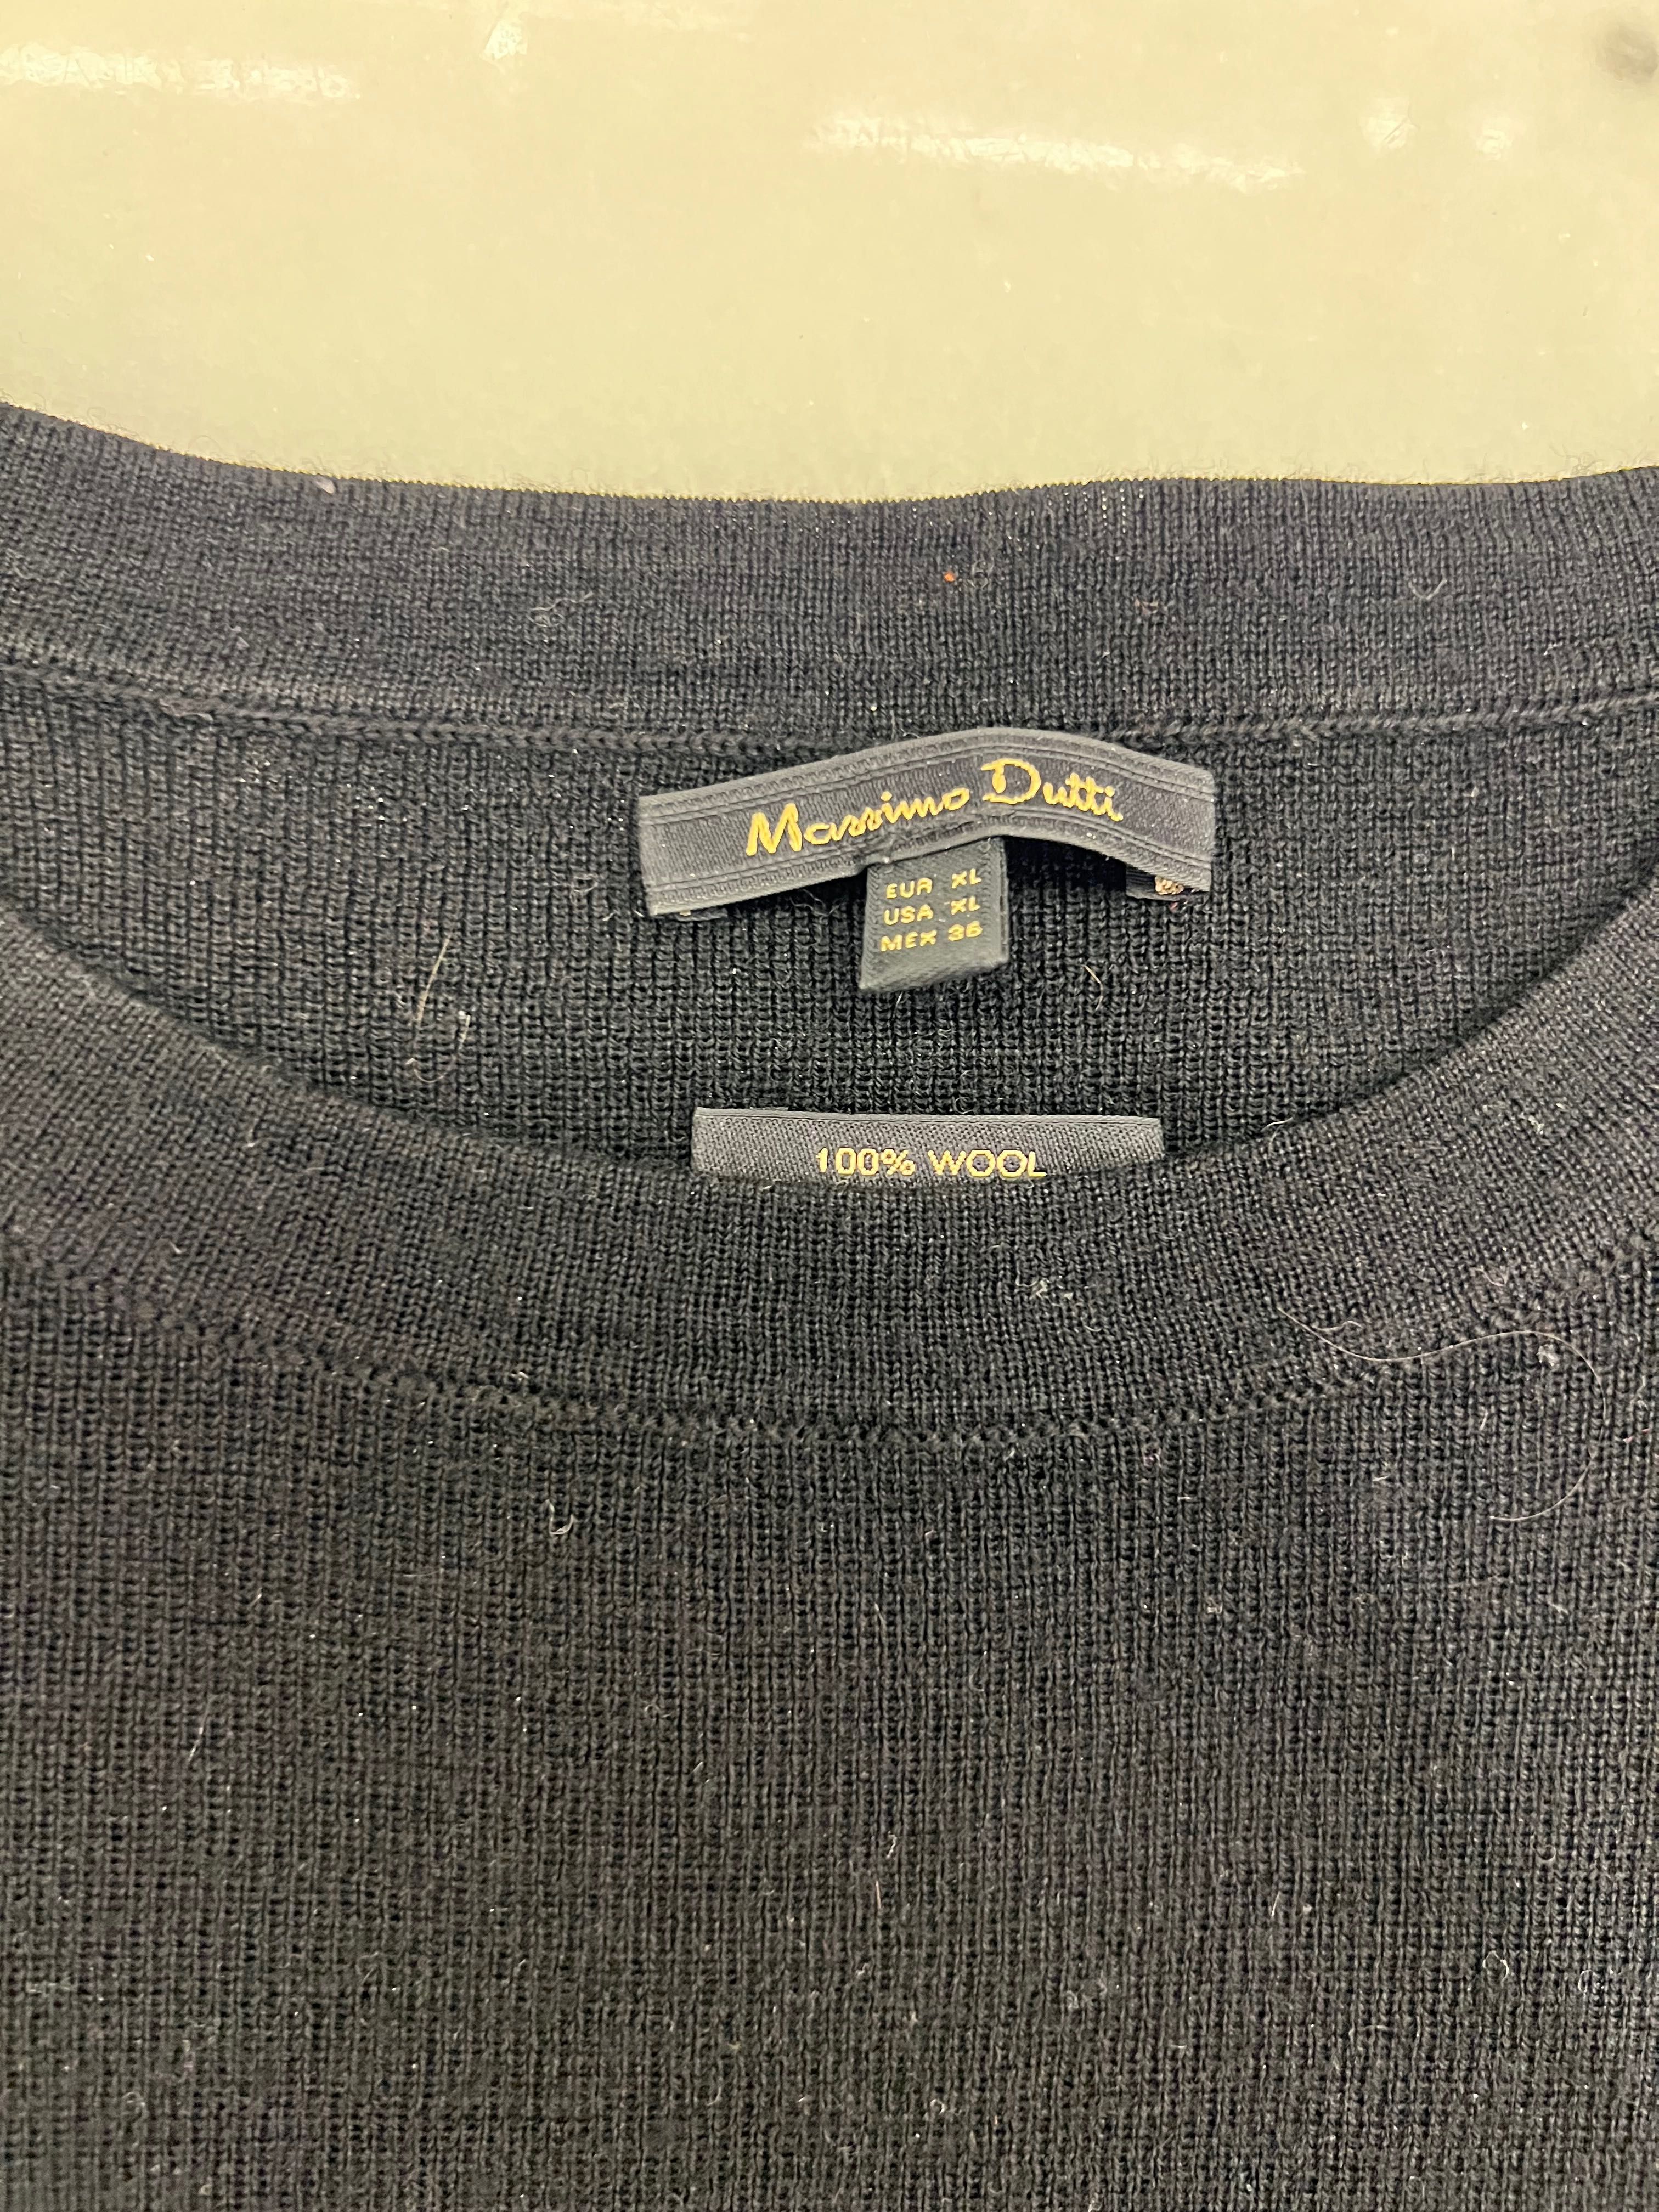 Massimo Dutti
EUR XL
USA XL
MEX 36
100% WOOL